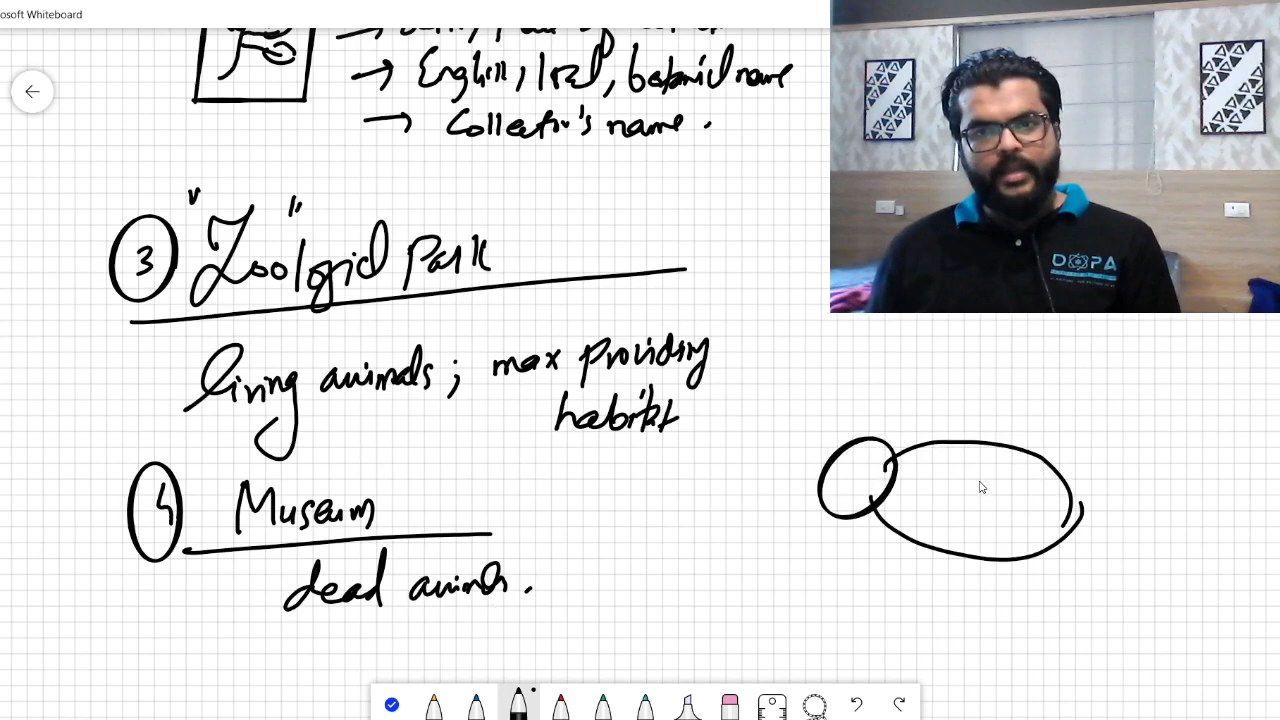 osoft Whiteboard
→ English, local, botanical name
→ Collector's name.
DOPA
③ "Zoological" Park
living animals; max providing
habitat
④ Museum
dead animals.